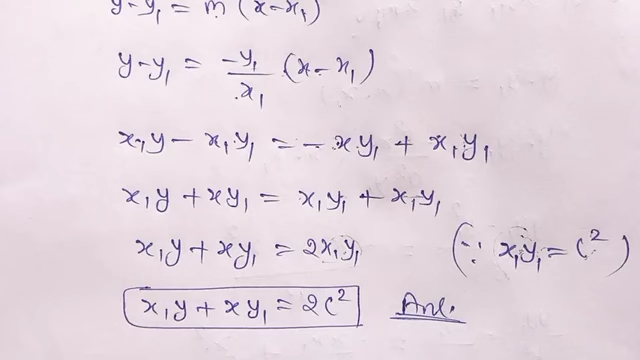 y-y₁ = m (x-x₁)
y-y₁ = -y₁/x₁ (x-x₁)
x₁y - x₁y₁ = -xy₁ + x₁y₁
x₁y + xy₁ = x₁y₁ + x₁y₁
x₁y + xy₁ = 2x₁y₁ (∵ x₁y₁ = c²)
x₁y + xy₁ = 2c² Ans.